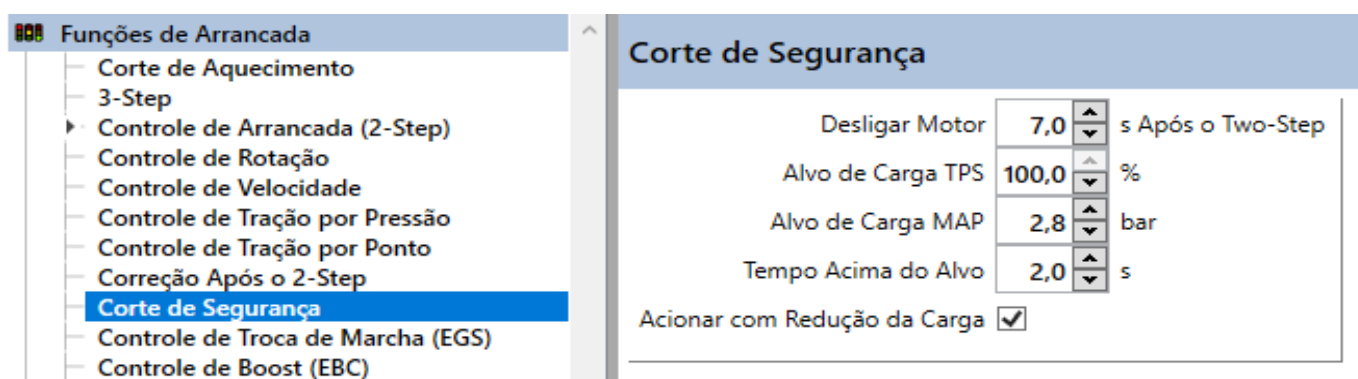 Funções de Arrancada
Corte de Aquecimento
3-Step
Controle de Arrancada (2-Step)
Controle de Rotação
Controle de Velocidade
Controle de Tração por Pressão
Controle de Tração por Ponto
Correção Após o 2-Step
Corte de Segurança
Controle de Troca de Marcha (EGS)
Controle de Boost (EBC)
Corte de Segurança
Desligar Motor 7,0 s Após o Two-Step
Alvo de Carga TPS 100,0 %
Alvo de Carga MAP 2,8 bar
Tempo Acima do Alvo 2,0 s
Acionar com Redução da Carga